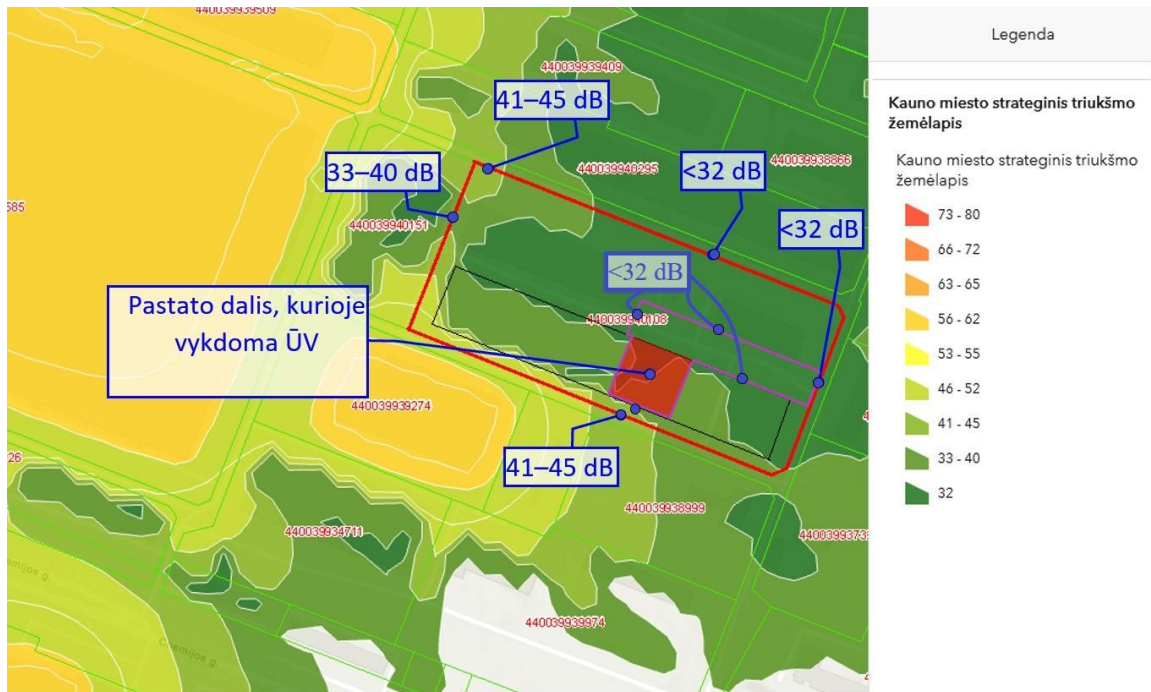 440039939509
440039939409
41–45 dB
440039940295
<32 dB
440039938866
33–40 dB
585
440039940151
<32 dB
<32 dB
Pastato dalis, kurioje
vykdoma ŪV
440039940108
440039939274
41–45 dB
26
440039938999
440039934711
Chemijos g.
440039939974
Legenda
Kauno miesto strateginis triukšmo
žemėlapis
Kauno miesto strateginis triukšmo
žemėlapis
73 - 80
66 - 72
63 - 65
56 - 62
53 - 55
46 - 52
41 - 45
33 - 40
32